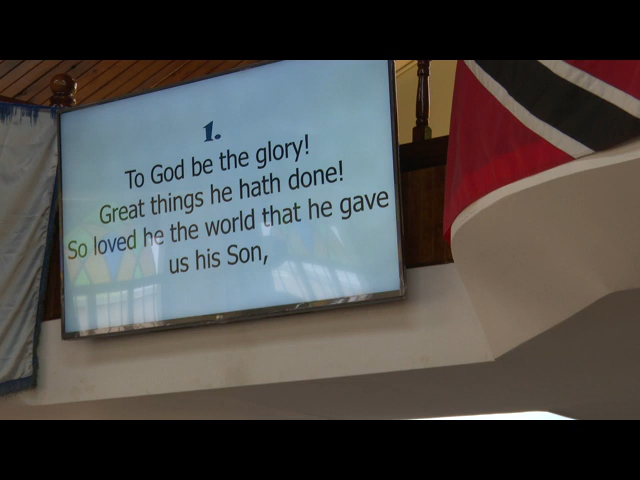 1.
To God be the glory!
Great things he hath done!
So loved he the world that he gave
us his Son,